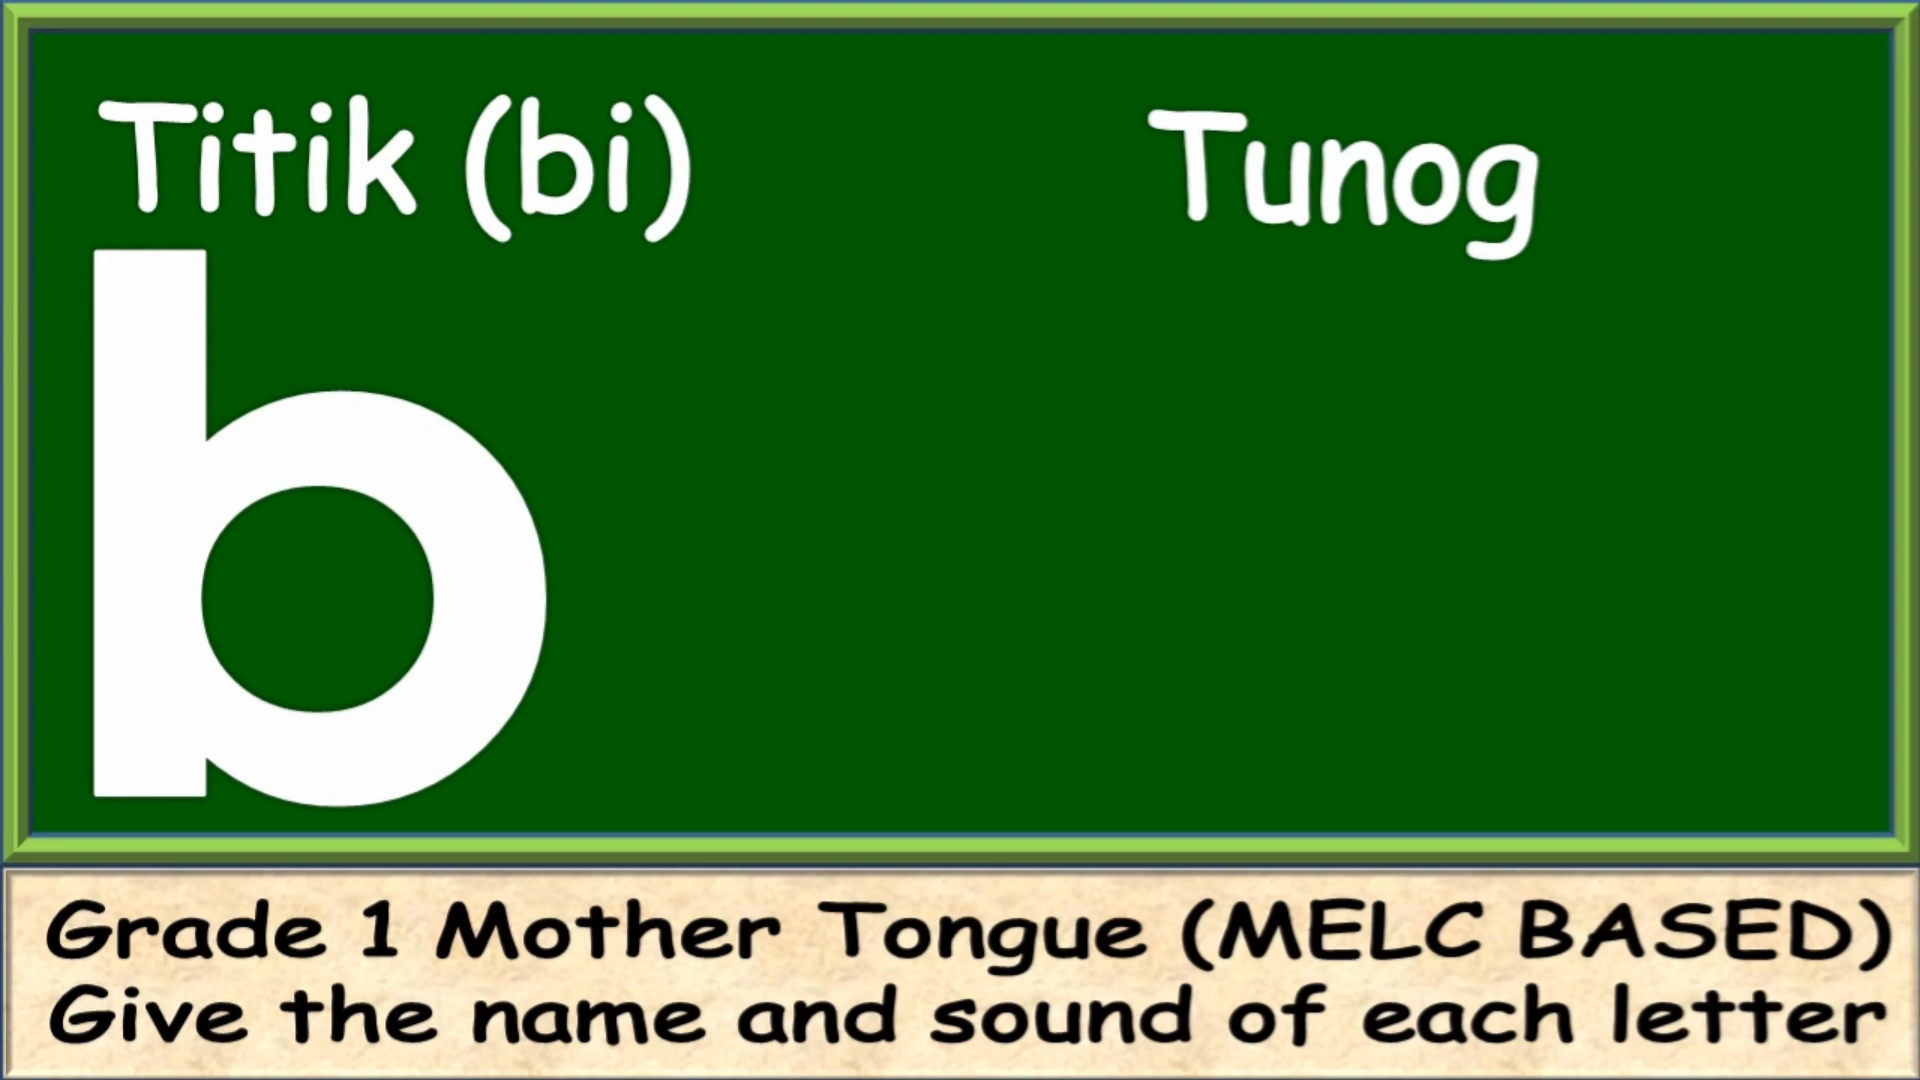 Titik (bi) Tunog
b
Grade 1 Mother Tongue (MELC BASED)
Give the name and sound of each letter